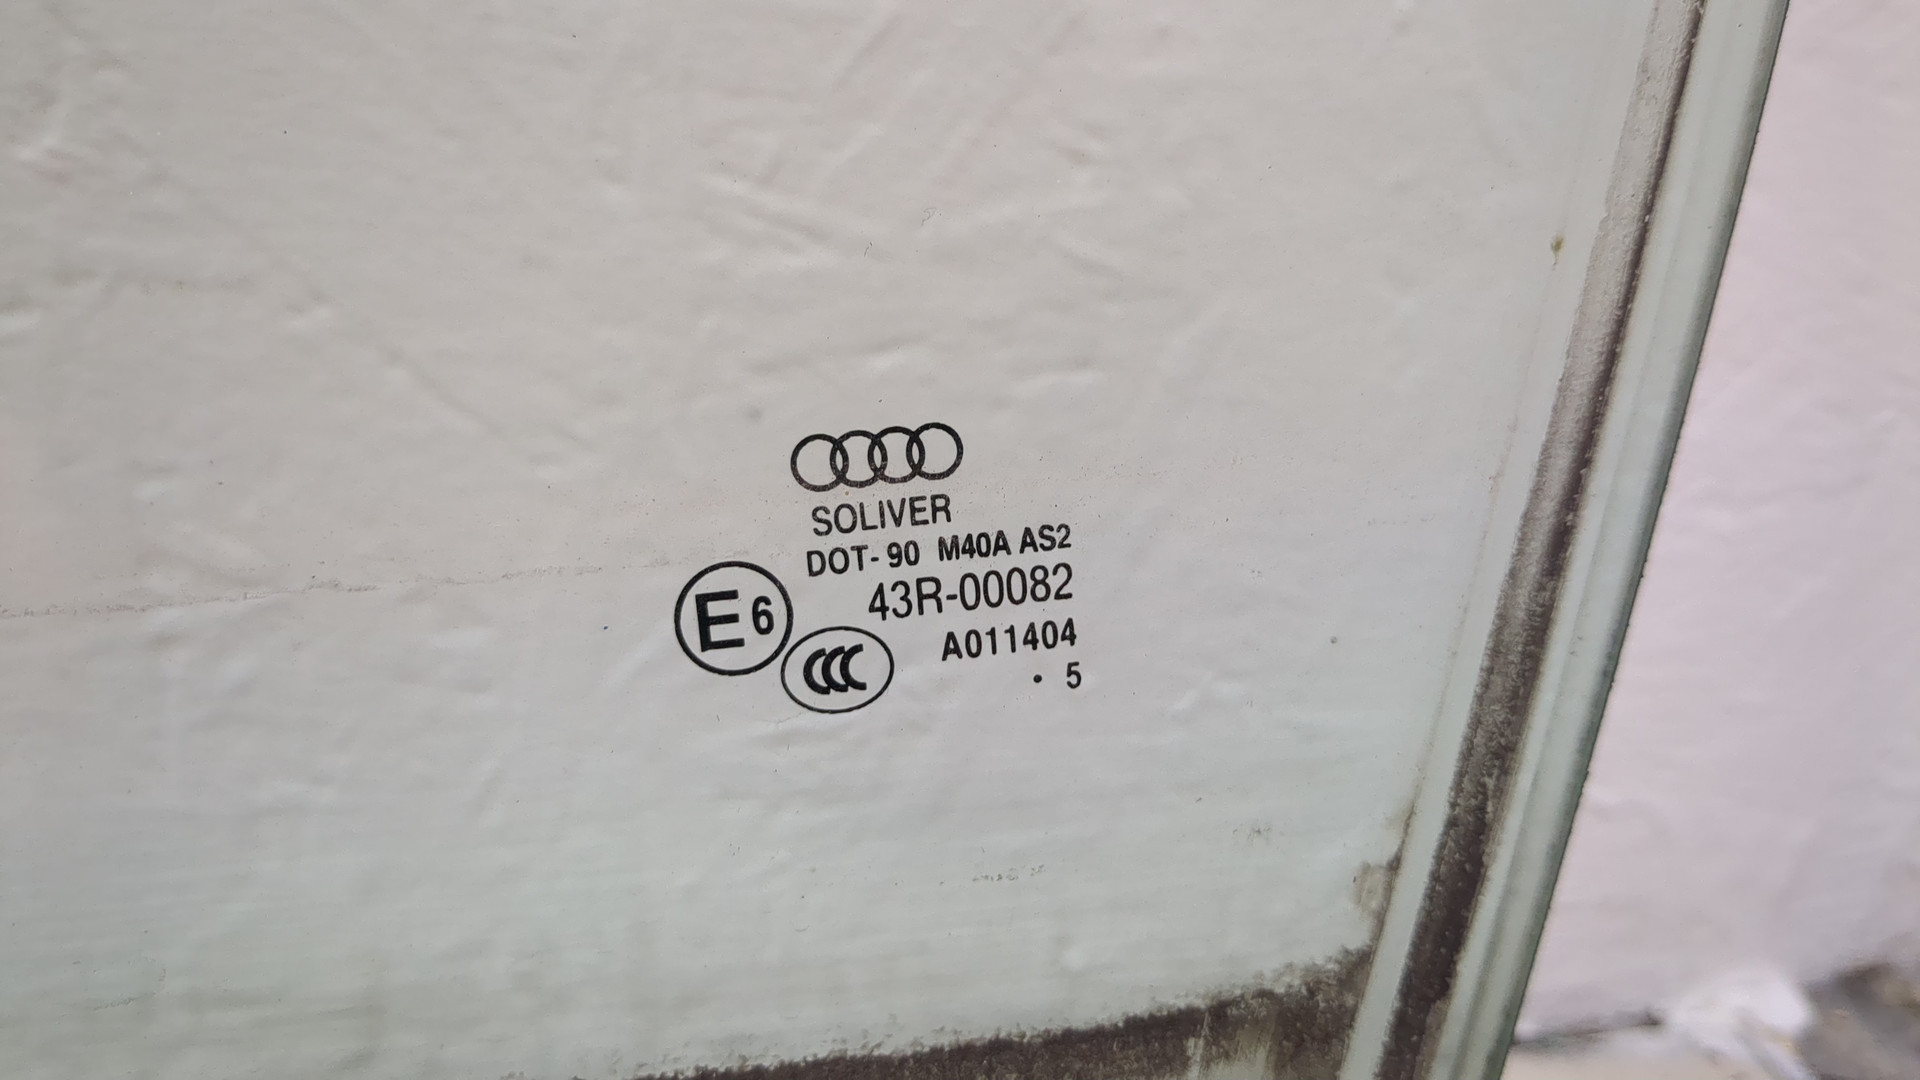 SOLIVER
DOT-90 M40A AS2
E6 43R-00082
CCC A011404
. 5